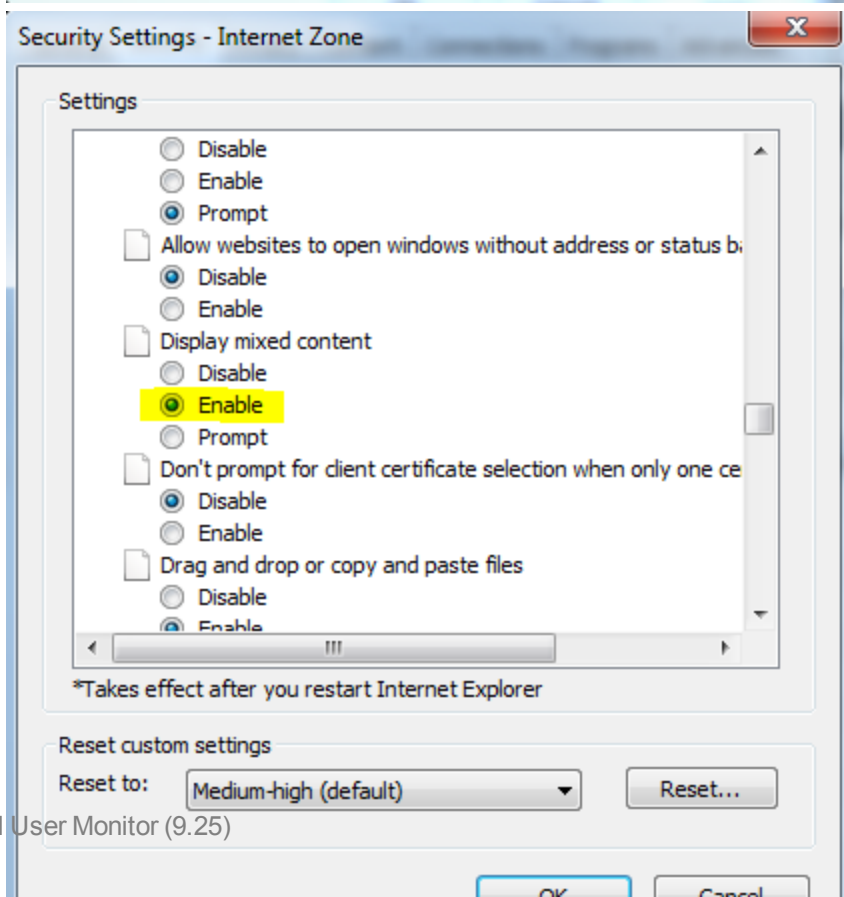 Security Settings - Internet Zone
Settings
Disable
Enable
Prompt
Allow websites to open windows without address or status
Disable
Enable
Display mixed content
Disable
Enable
Prompt
Don't prompt for client certificate selection when only one
Disable
Enable
Drag and drop or copy and paste files
Disable
Enable
*Takes effect after you restart Internet Explorer
Reset custom settings
Reset to:
Medium-high (default)
Reset...
User Monitor (9.25)
OK
Cancel